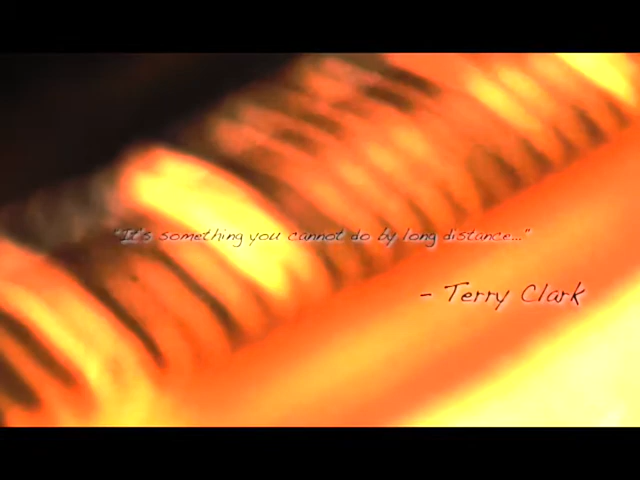 "It's something you cannot do by long distance..."
- Terry Clark